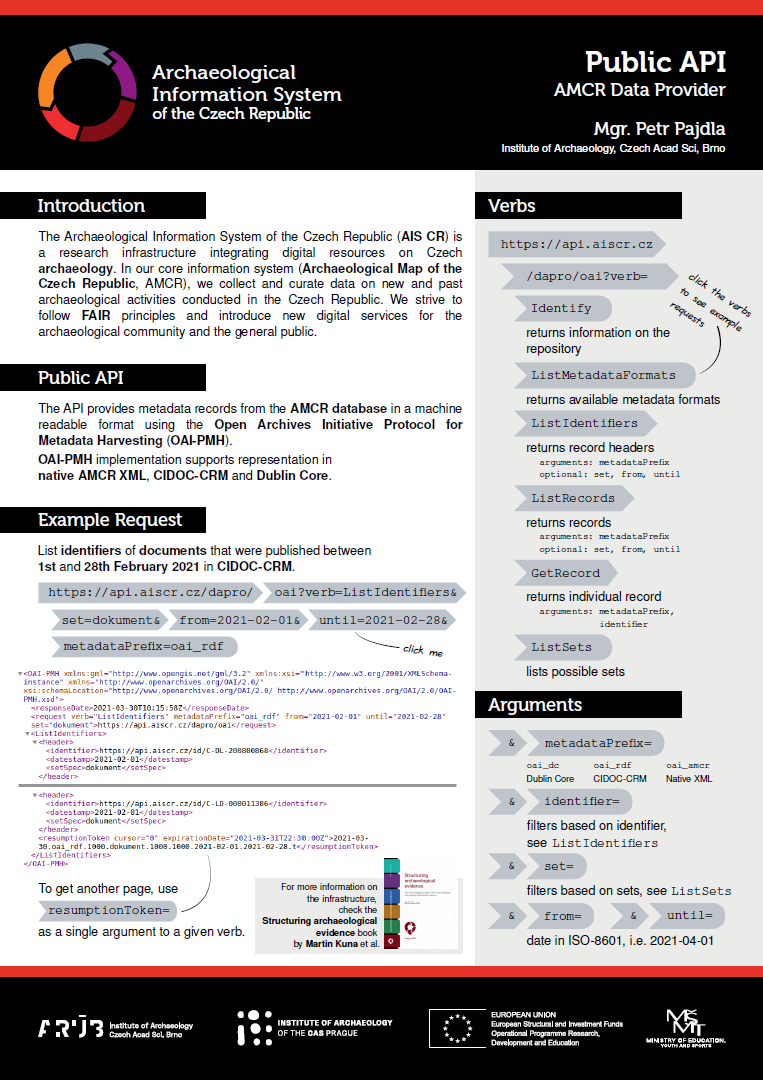 Archaeological
Information System
of the Czech Republic
Public API
AMCR Data Provider
Mgr. Petr Pajdla
Institute of Archaeology, Czech Acad Sci, Brno
Introduction
The Archaeological Information System of the Czech Republic (AIS CR) is
a research infrastructure integrating digital resources on Czech
archaeology. In our core information system (Archaeological Map of the
Czech Republic, AMCR), we collect and curate data on new and past
archaeological activities conducted in the Czech Republic. We strive to
follow FAIR principles and introduce new digital services for the
archaeological community and the general public.
Public API
The API provides metadata records from the AMCR database in a machine
readable format using the Open Archives Initiative Protocol for
Metadata Harvesting (OAI-PMH).
OAI-PMH implementation supports representation in
native AMCR XML, CIDOC-CRM and Dublin Core.
Example Request
List identifiers of documents that were published between
1st and 28th February 2021 in CIDOC-CRM.
https://api.aiscr.cz/dapro/ oai?verb=ListIdentifiers&
set=dokument& from=2021-02-01& until=2021-02-28&
metadataPrefix=oai_rdf
click me
<OAI-PMH xmlns:gml="http://www.opengis.net/gml/3.2" xmlns:xsi="http://www.w3.org/2001/XMLSchema-
instance" xmlns="http://www.openarchives.org/OAI/2.0/"
xsi:schemaLocation="http://www.openarchives.org/OAI/2.0/ http://www.openarchives.org/OAI/2.0/OAI-
PMH.xsd">
<responseDate>2021-03-30T10:15:58Z</responseDate>
<request verb="ListIdentifiers" metadataPrefix="oai_rdf" from="2021-02-01" until="2021-02-28"
set="dokument">https://api.aiscr.cz/dapro/oai</request>
<ListIdentifiers>
<header>
<identifier>https://api.aiscr.cz/id/C-DL-200800868</identifier>
<datestamp>2021-02-01</datestamp>
<setSpec>dokument</setSpec>
</header>
<header>
<identifier>https://api.aiscr.cz/id/C-LD-000011386</identifier>
<datestamp>2021-02-01</datestamp>
<setSpec>dokument</setSpec>
</header>
<resumptionToken cursor="0" expirationDate="2021-03-31T22:30:00Z">2021-03-
30.oai_rdf.1000.dokument.1000.1000.2021-02-01.2021-02-28.t</resumptionToken>
</ListIdentifiers>
</OAI-PMH>
To get another page, use
resumptionToken=
as a single argument to a given verb.
For more information on
the infrastructure,
check the
Structuring archaeological
evidence book
by Martin Kuna et al.
Structuring
archaeological
evidence
Verbs
https://api.aiscr.cz
/dapro/oai?verb=
click the verbs
to see example
requests
Identify
returns information on the
repository
ListMetadataFormats
returns available metadata formats
ListIdentifiers
returns record headers
arguments: metadataPrefix
optional: set, from, until
ListRecords
returns records
arguments: metadataPrefix
optional: set, from, until
GetRecord
returns individual record
arguments: metadataPrefix,
identifier
ListSets
lists possible sets
Arguments
& metadataPrefix=
oai_dc oai_rdf oai_amcr
Dublin Core CIDOC-CRM Native XML
& identifier=
filters based on identifier,
see ListIdentifiers
& set=
filters based on sets, see ListSets
& from= & until=
date in ISO-8601, i.e. 2021-04-01
ARÚB
Institute of Archaeology
Czech Acad Sci, Brno
INSTITUTE OF ARCHAEOLOGY
OF THE CAS PRAGUE
EUROPEAN UNION
European Structural and Investment Funds
Operational Programme Research,
Development and Education
MŠMT
MINISTRY OF EDUCATION,
YOUTH AND SPORTS